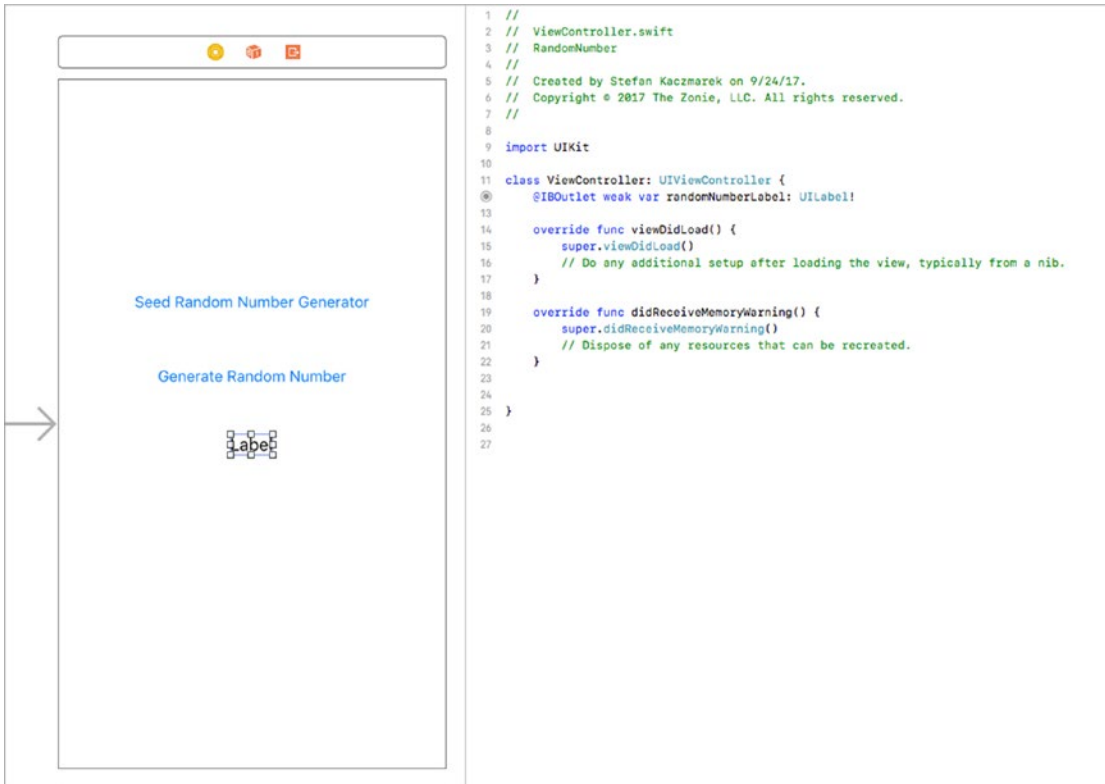 Seed Random Number Generator
Generate Random Number
Label
1 //
2 // ViewController.swift
3 // RandomNumber
4 //
5 // Created by Stefan Kaczmarek on 9/24/17.
6 // Copyright © 2017 The Zonie, LLC. All rights reserved.
7 //
8
9 import UIKit
10
11 class ViewController: UIViewController {
@IBOutlet weak var randomNumberLabel: UILabel!
13
14 override func viewDidLoad() {
15 super.viewDidLoad()
16 // Do any additional setup after loading the view, typically from a nib.
17 }
18
19 override func didReceiveMemoryWarning() {
20 super.didReceiveMemoryWarning()
21 // Dispose of any resources that can be recreated.
22 }
23
24
25 }
26
27